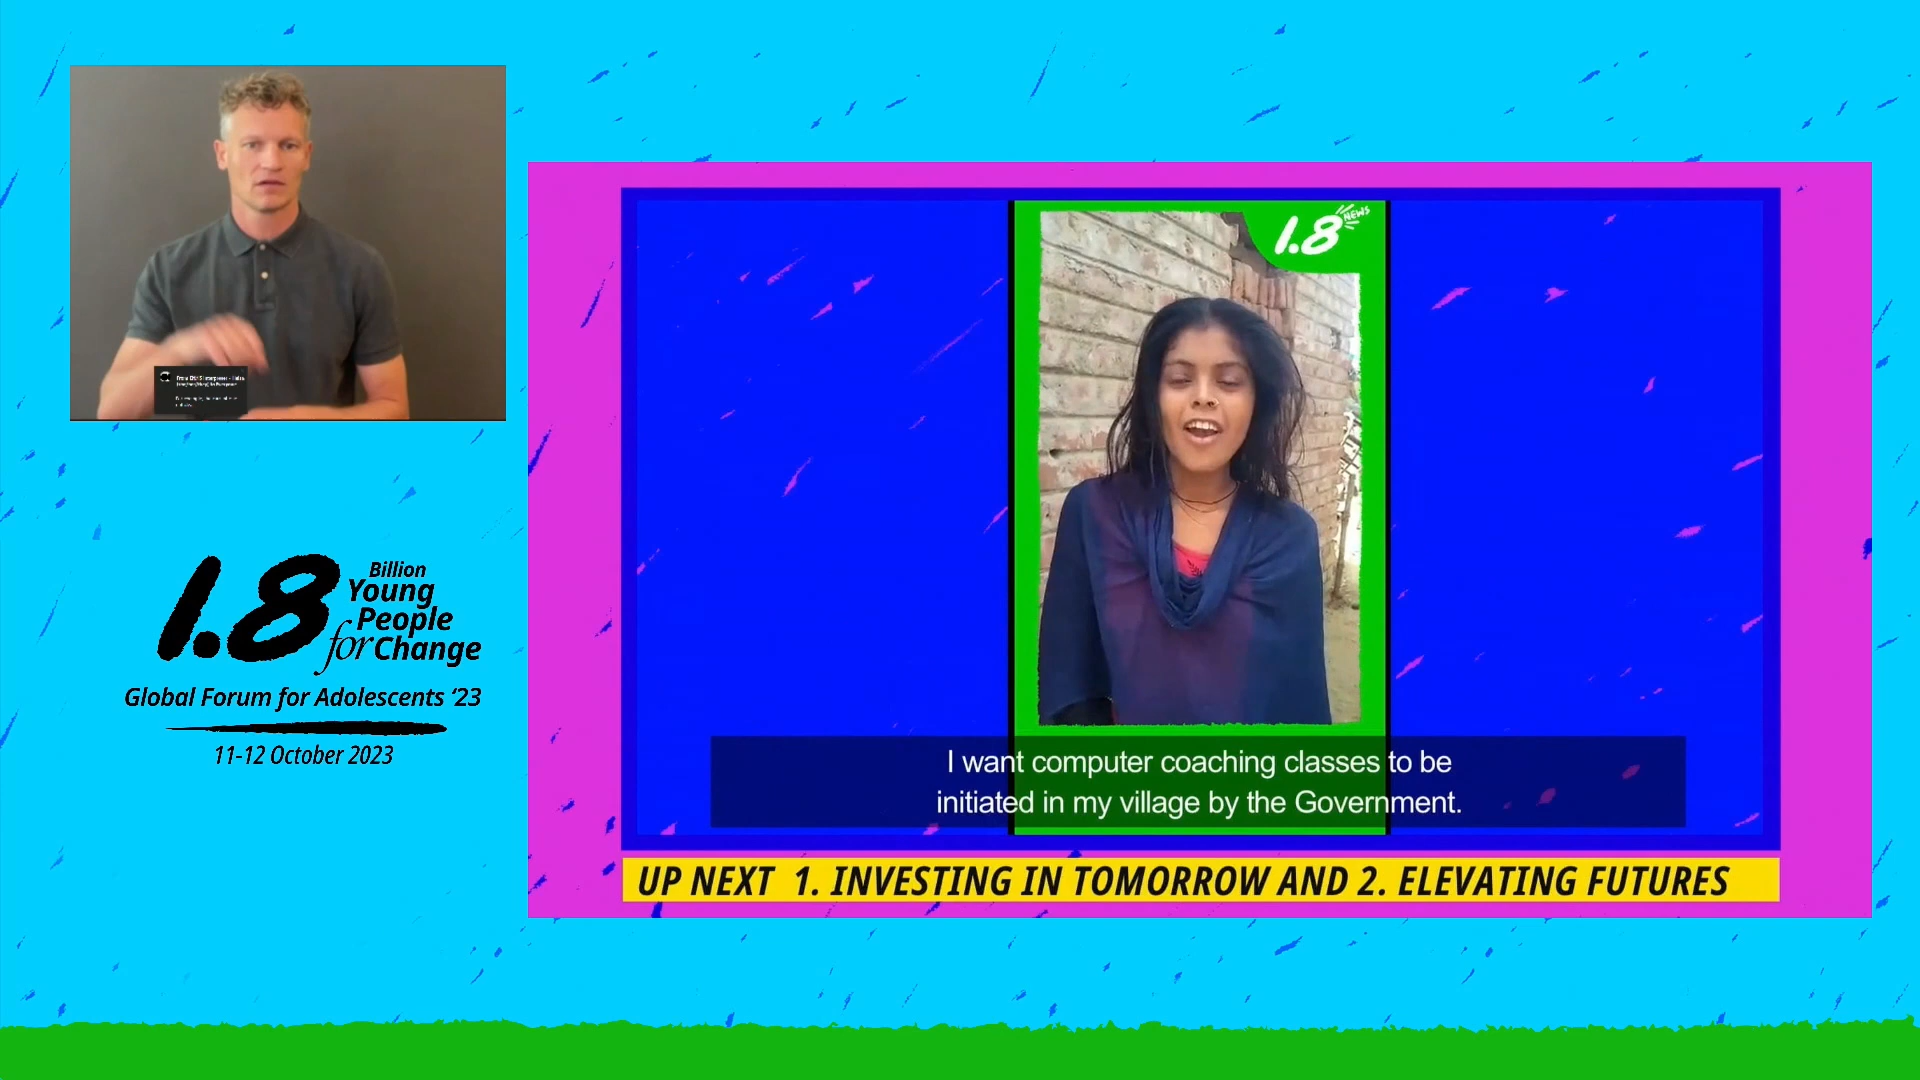 1.8
Billion
Young
People
for Change
Global Forum for Adolescents ‘23
11-12 October 2023
1.8 NEWS
I want computer coaching classes to be
initiated in my village by the Government.
UP NEXT 1. INVESTING IN TOMORROW AND 2. ELEVATING FUTURES